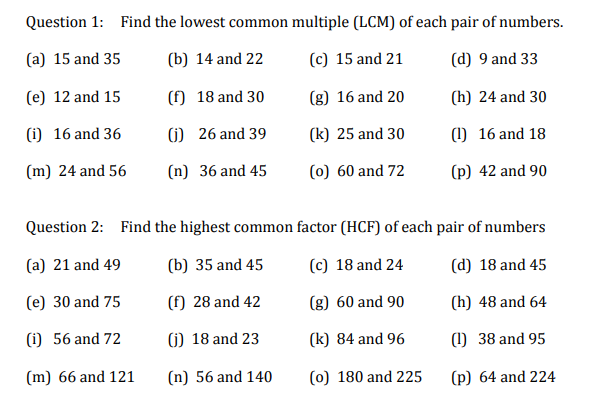 Question 1: Find the lowest common multiple (LCM) of each pair of numbers.
(a) 15 and 35 (b) 14 and 22 (c) 15 and 21 (d) 9 and 33
(e) 12 and 15 (f) 18 and 30 (g) 16 and 20 (h) 24 and 30
(i) 16 and 36 (j) 26 and 39 (k) 25 and 30 (l) 16 and 18
(m) 24 and 56 (n) 36 and 45 (o) 60 and 72 (p) 42 and 90
Question 2: Find the highest common factor (HCF) of each pair of numbers
(a) 21 and 49 (b) 35 and 45 (c) 18 and 24 (d) 18 and 45
(e) 30 and 75 (f) 28 and 42 (g) 60 and 90 (h) 48 and 64
(i) 56 and 72 (j) 18 and 23 (k) 84 and 96 (l) 38 and 95
(m) 66 and 121 (n) 56 and 140 (o) 180 and 225 (p) 64 and 224